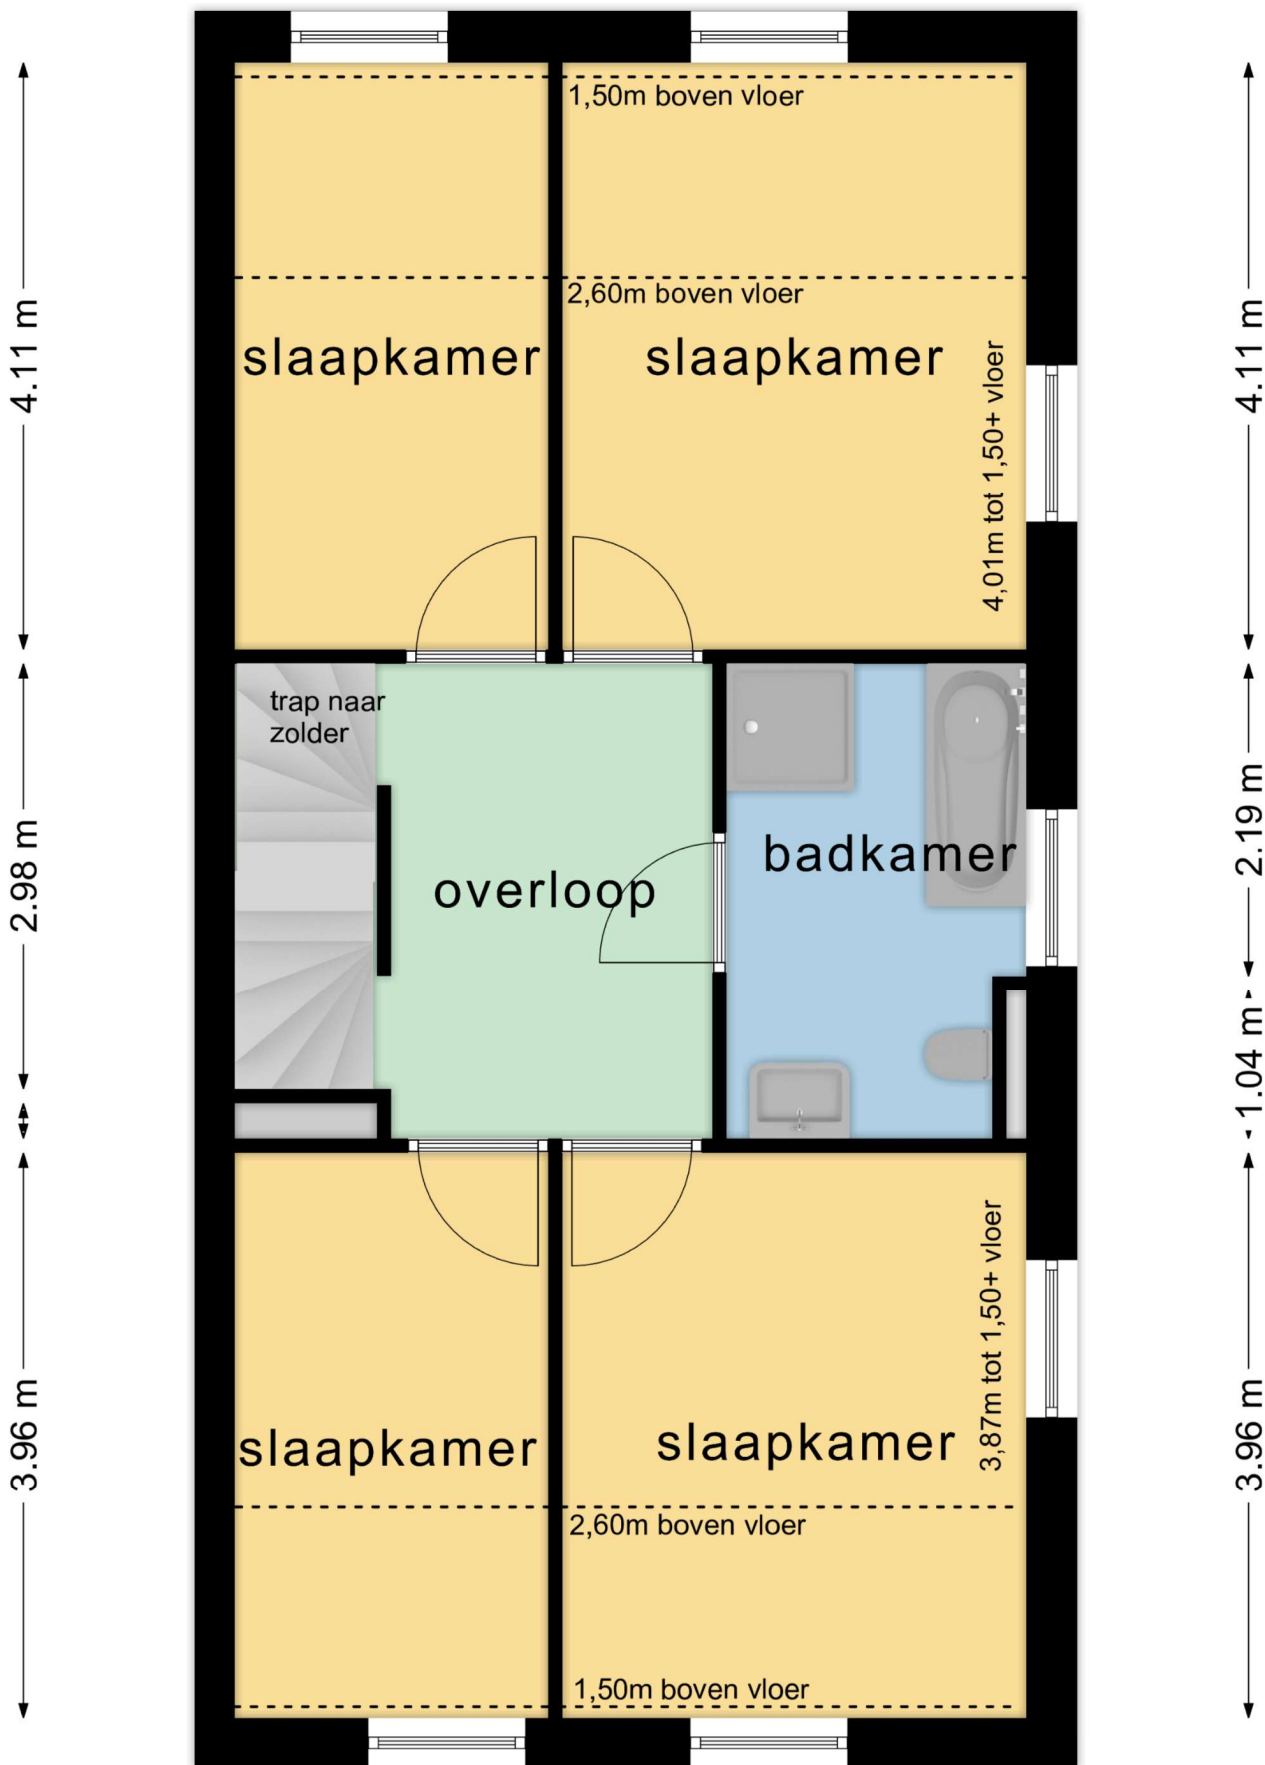 1,50m boven vloer
2,60m boven vloer
slaapkamer
slaapkamer
4,01m tot 1,50+ vloer
4.11 m
4.11 m
trap naar
zolder
overloop
badkamer
2.98 m
2.19 m
1.04 m
slaapkamer
slaapkamer
3,87m tot 1,50+ vloer
2,60m boven vloer
1,50m boven vloer
3.96 m
3.96 m